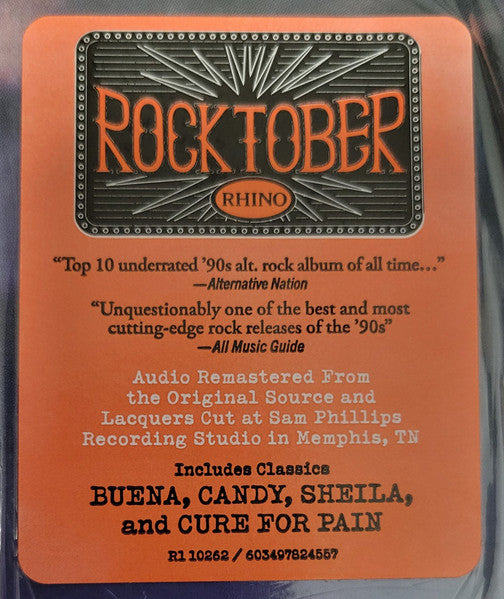 ROCKTOBER
RHINO
“Top 10 underrated ’90s alt. rock album of all time...”
—Alternative Nation
“Unquestionably one of the best and most
cutting-edge rock releases of the ’90s”
—All Music Guide
Audio Remastered From
the Original Source and
Lacquers Cut at Sam Phillips
Recording Studio in Memphis, TN
Includes Classics
BUENA, CANDY, SHEILA,
and CURE FOR PAIN
R1 10262 / 603497824557